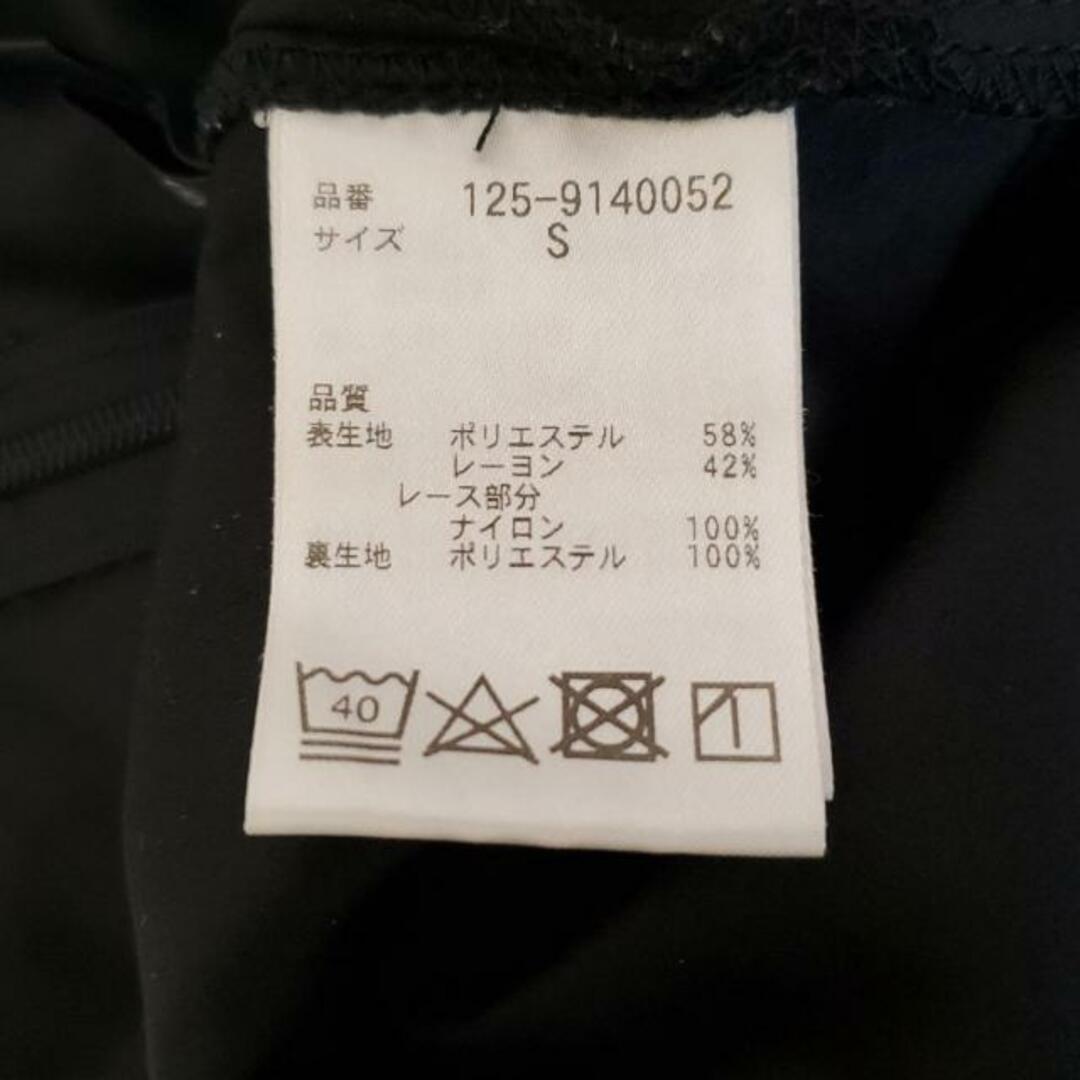 品番 125-9140052
サイズ S
品質
表生地 ポリエステル 58%
レーヨン 42%
レース部分
ナイロン 100%
裏生地 ポリエステル 100%
40